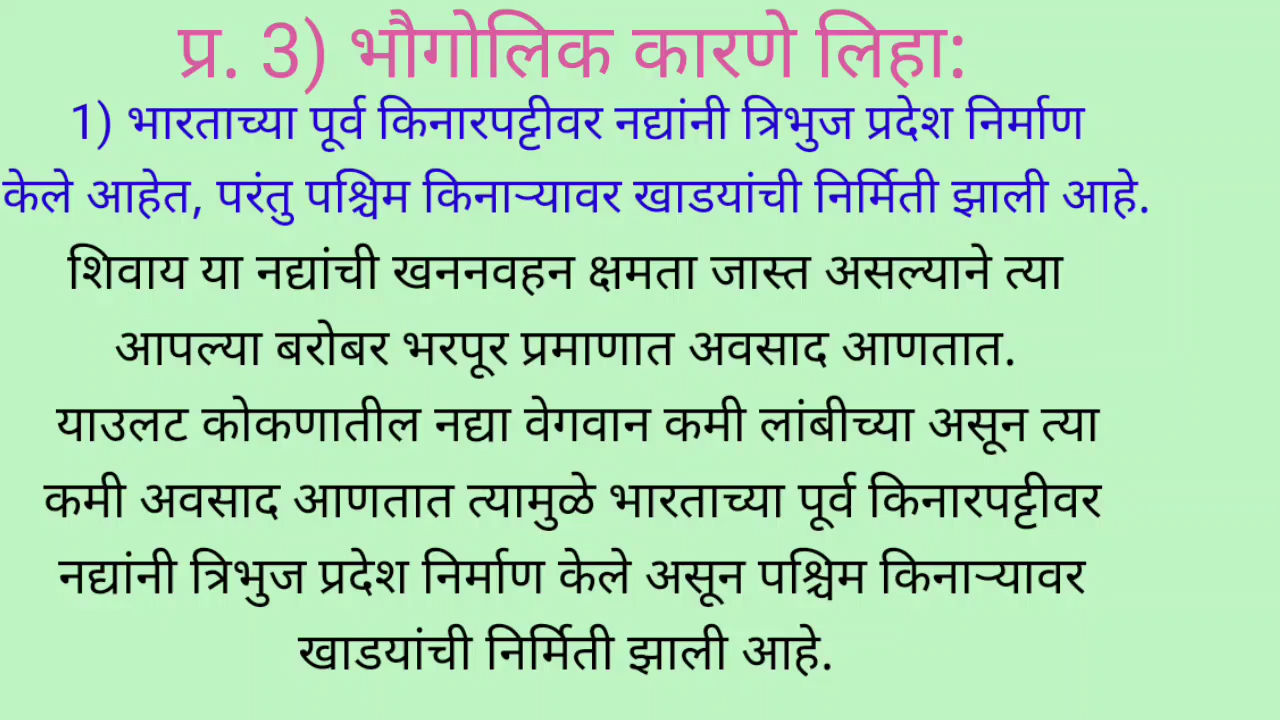 प्र. 3) भौगोलिक कारणे लिहा:
1) भारताच्या पूर्व किनारपट्टीवर नद्यांनी त्रिभुज प्रदेश निर्माण
केले आहेत, परंतु पश्चिम किनाऱ्यावर खाडयांची निर्मिती झाली आहे.
शिवाय या नद्यांची खननवहन क्षमता जास्त असल्याने त्या
आपल्या बरोबर भरपूर प्रमाणात अवसाद आणतात.
याउलट कोकणातील नद्या वेगवान कमी लांबीच्या असून त्या
कमी अवसाद आणतात त्यामुळे भारताच्या पूर्व किनारपट्टीवर
नद्यांनी त्रिभुज प्रदेश निर्माण केले असून पश्चिम किनाऱ्यावर
खाडयांची निर्मिती झाली आहे.